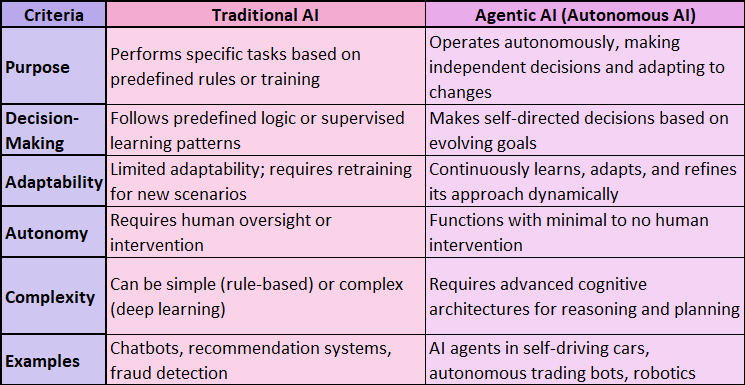 Criteria
Traditional AI
Agentic AI (Autonomous AI)
Purpose
Performs specific tasks based on
predefined rules or training
Operates autonomously, making
independent decisions and adapting to
changes
Decision-
Making
Follows predefined logic or supervised
learning patterns
Makes self-directed decisions based on
evolving goals
Adaptability
Limited adaptability; requires retraining
for new scenarios
Continuously learns, adapts, and refines
its approach dynamically
Autonomy
Requires human oversight or
intervention
Functions with minimal to no human
intervention
Complexity
Can be simple (rule-based) or complex
(deep learning)
Requires advanced cognitive
architectures for reasoning and planning
Examples
Chatbots, recommendation systems,
fraud detection
AI agents in self-driving cars,
autonomous trading bots, robotics